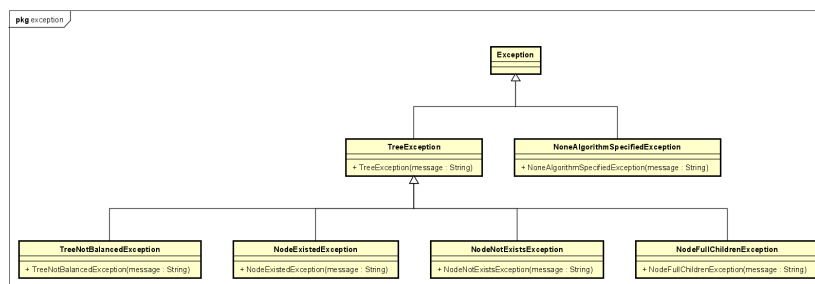 pkg exception
Exception
TreeException
+ TreeException(message : String)
NoneAlgorithmSpecifiedException
+ NoneAlgorithmSpecifiedException(message : String)
TreeNotBalancedException
+ TreeNotBalancedException(message : String)
NodeExistedException
+ NodeExistedException(message : String)
NodeNotExistsException
+ NodeNotExistsException(message : String)
NodeFullChildrenException
+ NodeFullChildrenException(message : String)